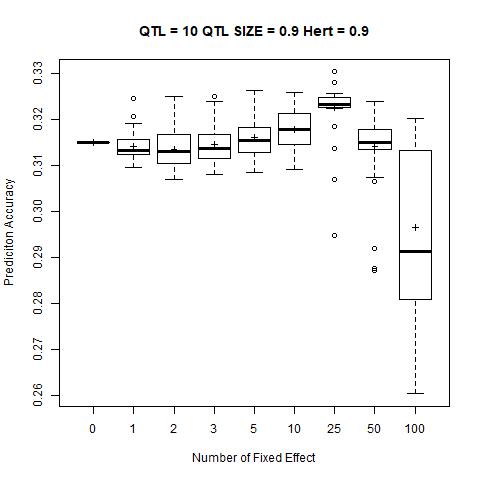 QTL = 10 QTL SIZE = 0.9 Hert = 0.9
Prediciton Accuracy
0.33
0.32
0.31
0.30
0.29
0.28
0.27
0.26
0 1 2 3 5 10 25 50 100
Number of Fixed Effect